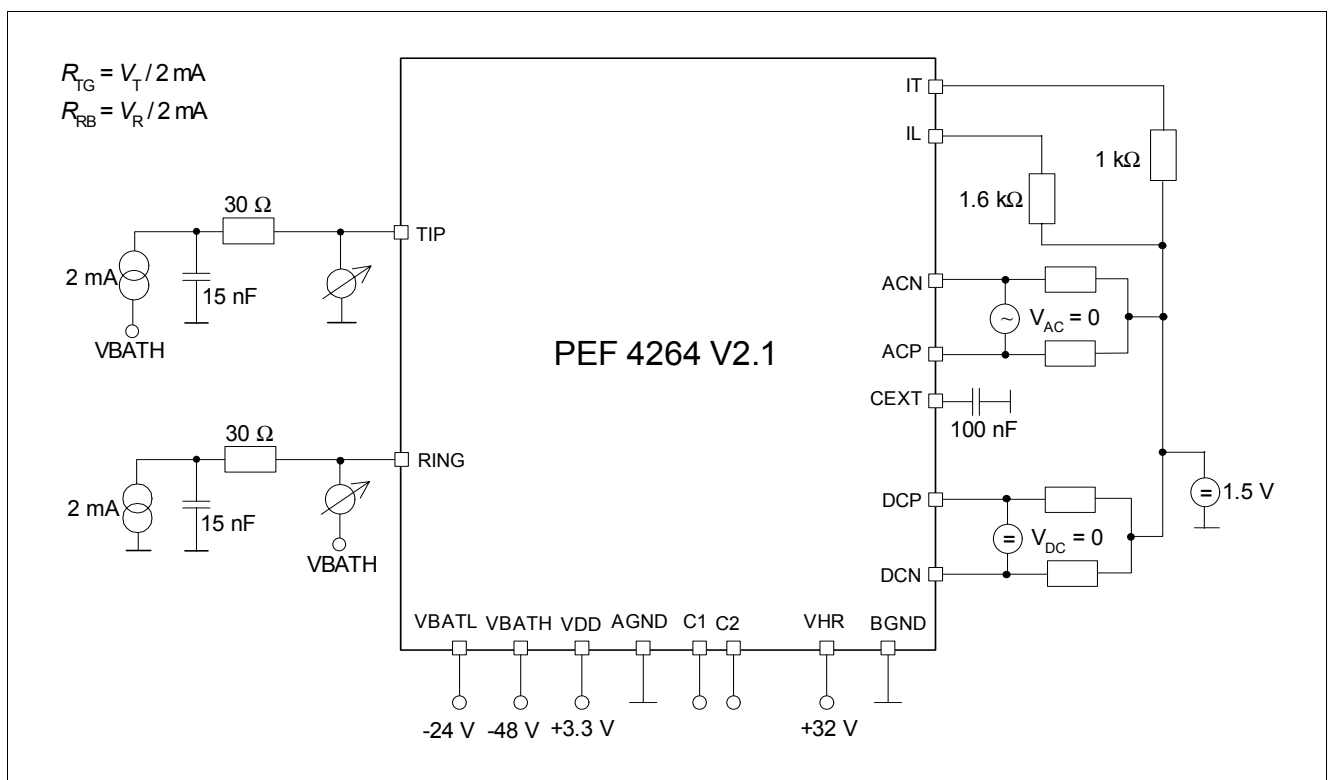 R_TG = V_T / 2 mA
R_RB = V_R / 2 mA
IT
IL
1 kΩ
1.6 kΩ
30 Ω
TIP
2 mA
15 nF
VBATH
ACN
V_AC = 0
~
ACP
PEF 4264 V2.1
CEXT
100 nF
30 Ω
RING
2 mA
15 nF
VBATH
DCP
= 1.5 V
= V_DC = 0
DCN
VBATL
VBATH
VDD
AGND
C1
C2
VHR
BGND
-24 V
-48 V
+3.3 V
+32 V